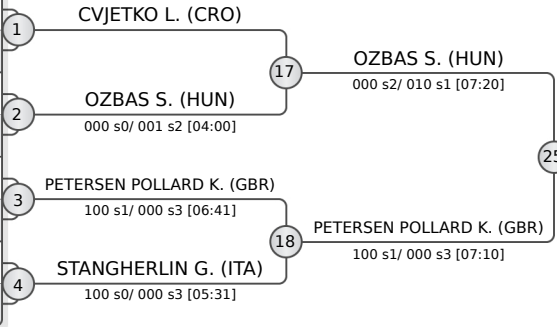 CVJETKO L. (CRO)
1
17
OZBAS S. (HUN)
000 s2/ 010 s1 [07:20]
OZBAS S. (HUN)
2
000 s0/ 001 s2 [04:00]
25
PETERSEN POLLARD K. (GBR)
3
100 s1/ 000 s3 [06:41]
18
PETERSEN POLLARD K. (GBR)
100 s1/ 000 s3 [07:10]
STANGHERLIN G. (ITA)
4
100 s0/ 000 s3 [05:31]